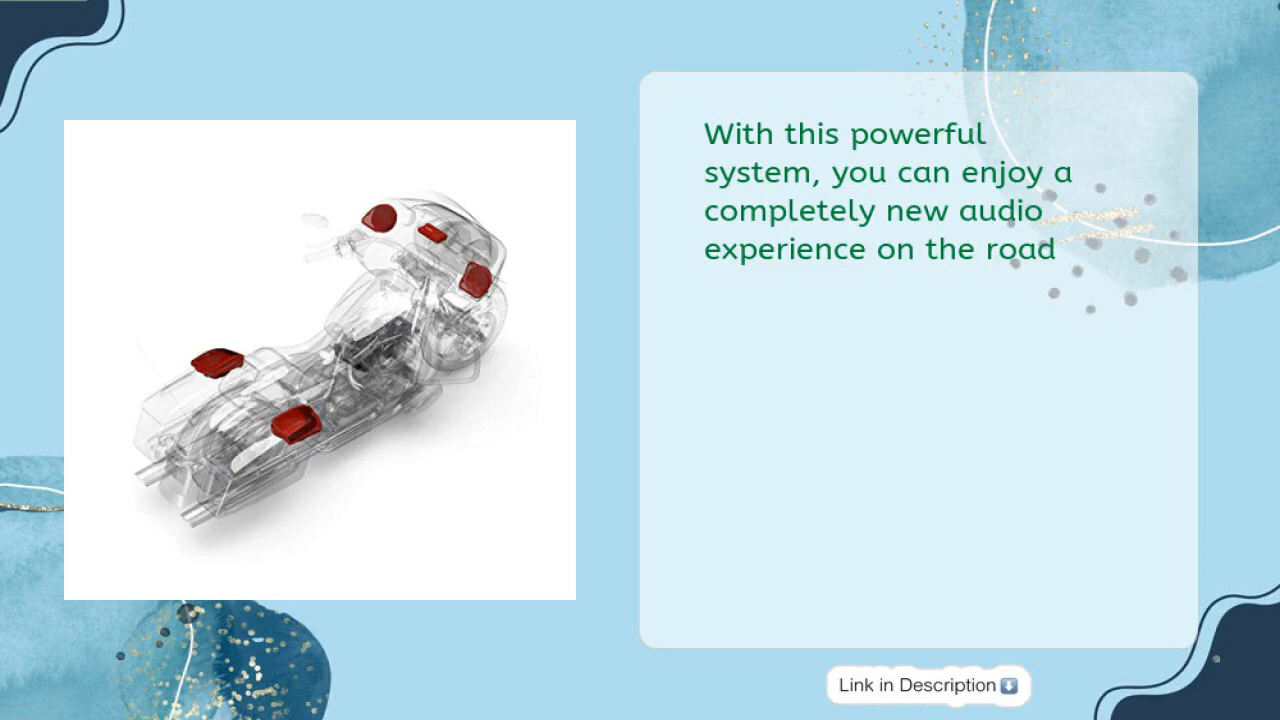 With this powerful
system, you can enjoy a
completely new audio
experience on the road
Link in Description ⬇️